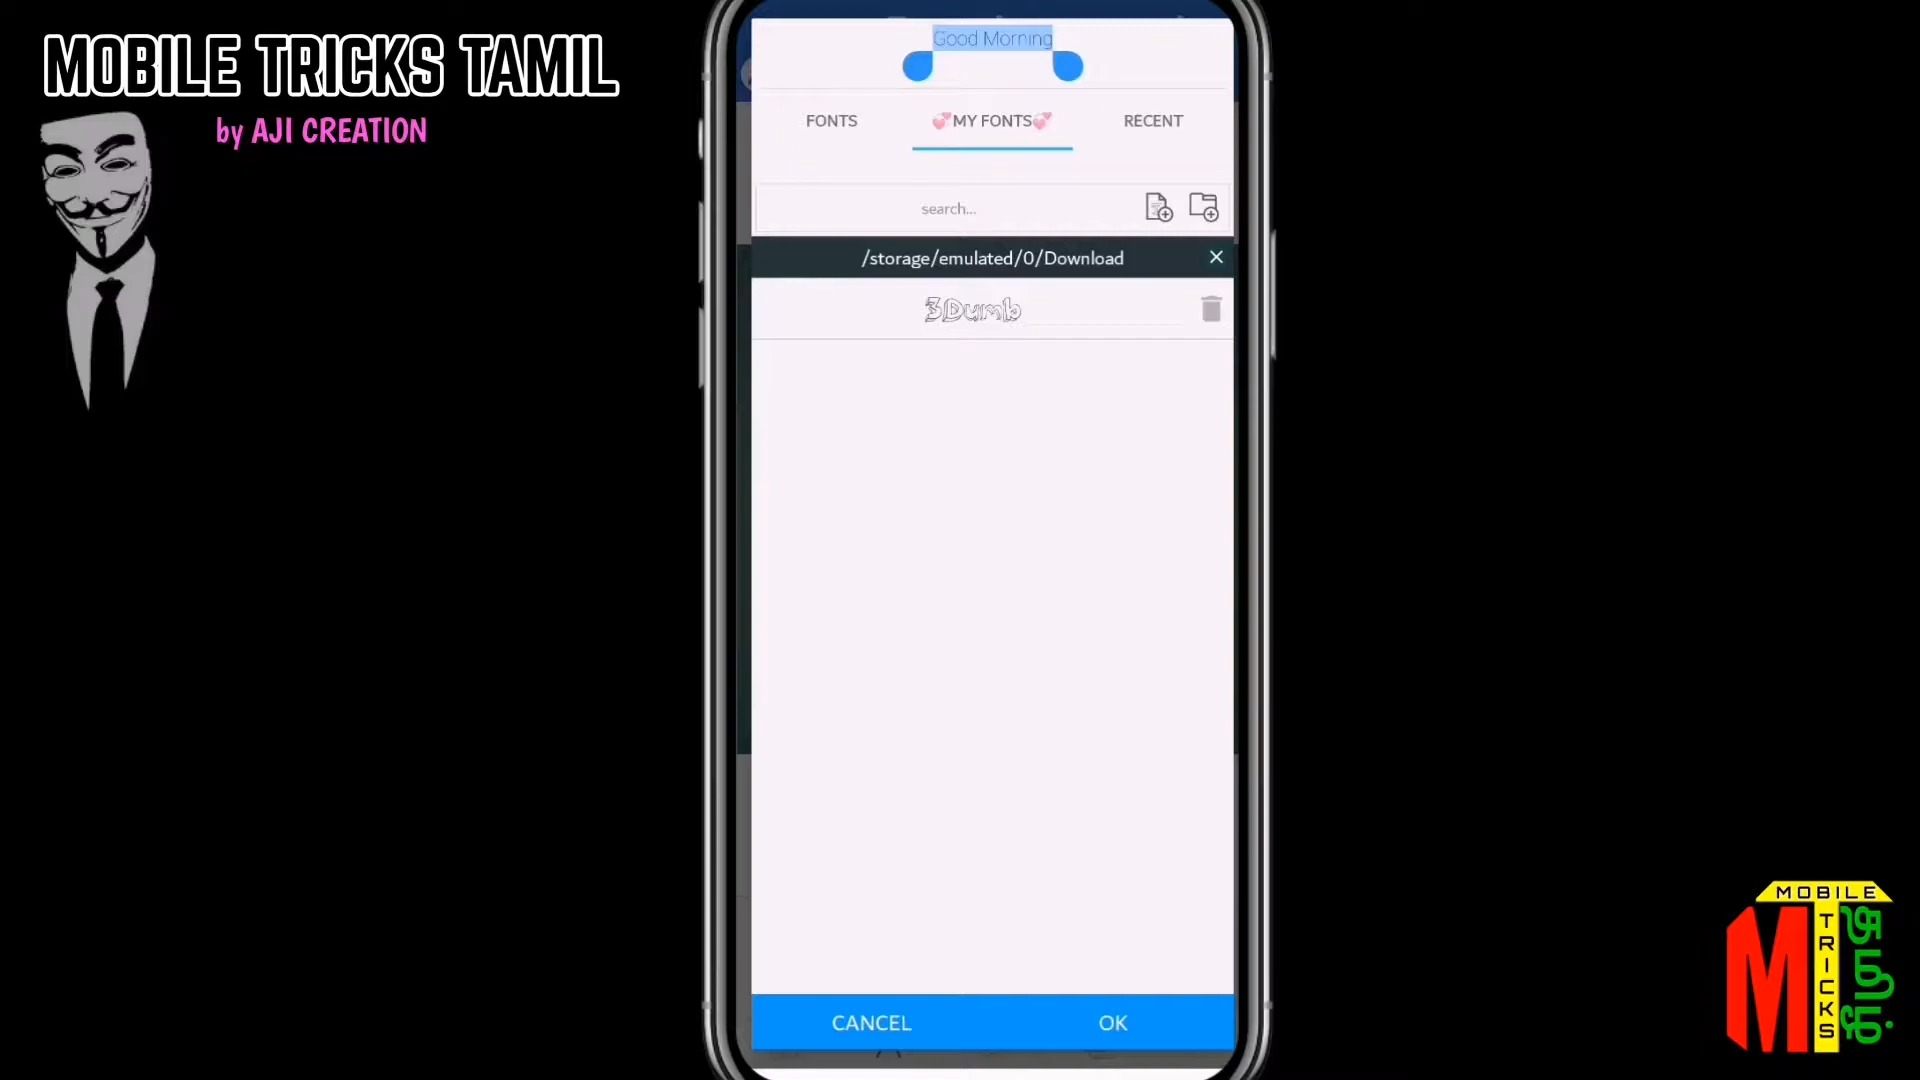 MOBILE TRICKS TAMIL
by AJI CREATION
Good Morning
FONTS
💞MY FONTS💞
RECENT
search...
/storage/emulated/0/Download
3Dumb
CANCEL
OK
MOBILE
TRICKS
தமிழ்